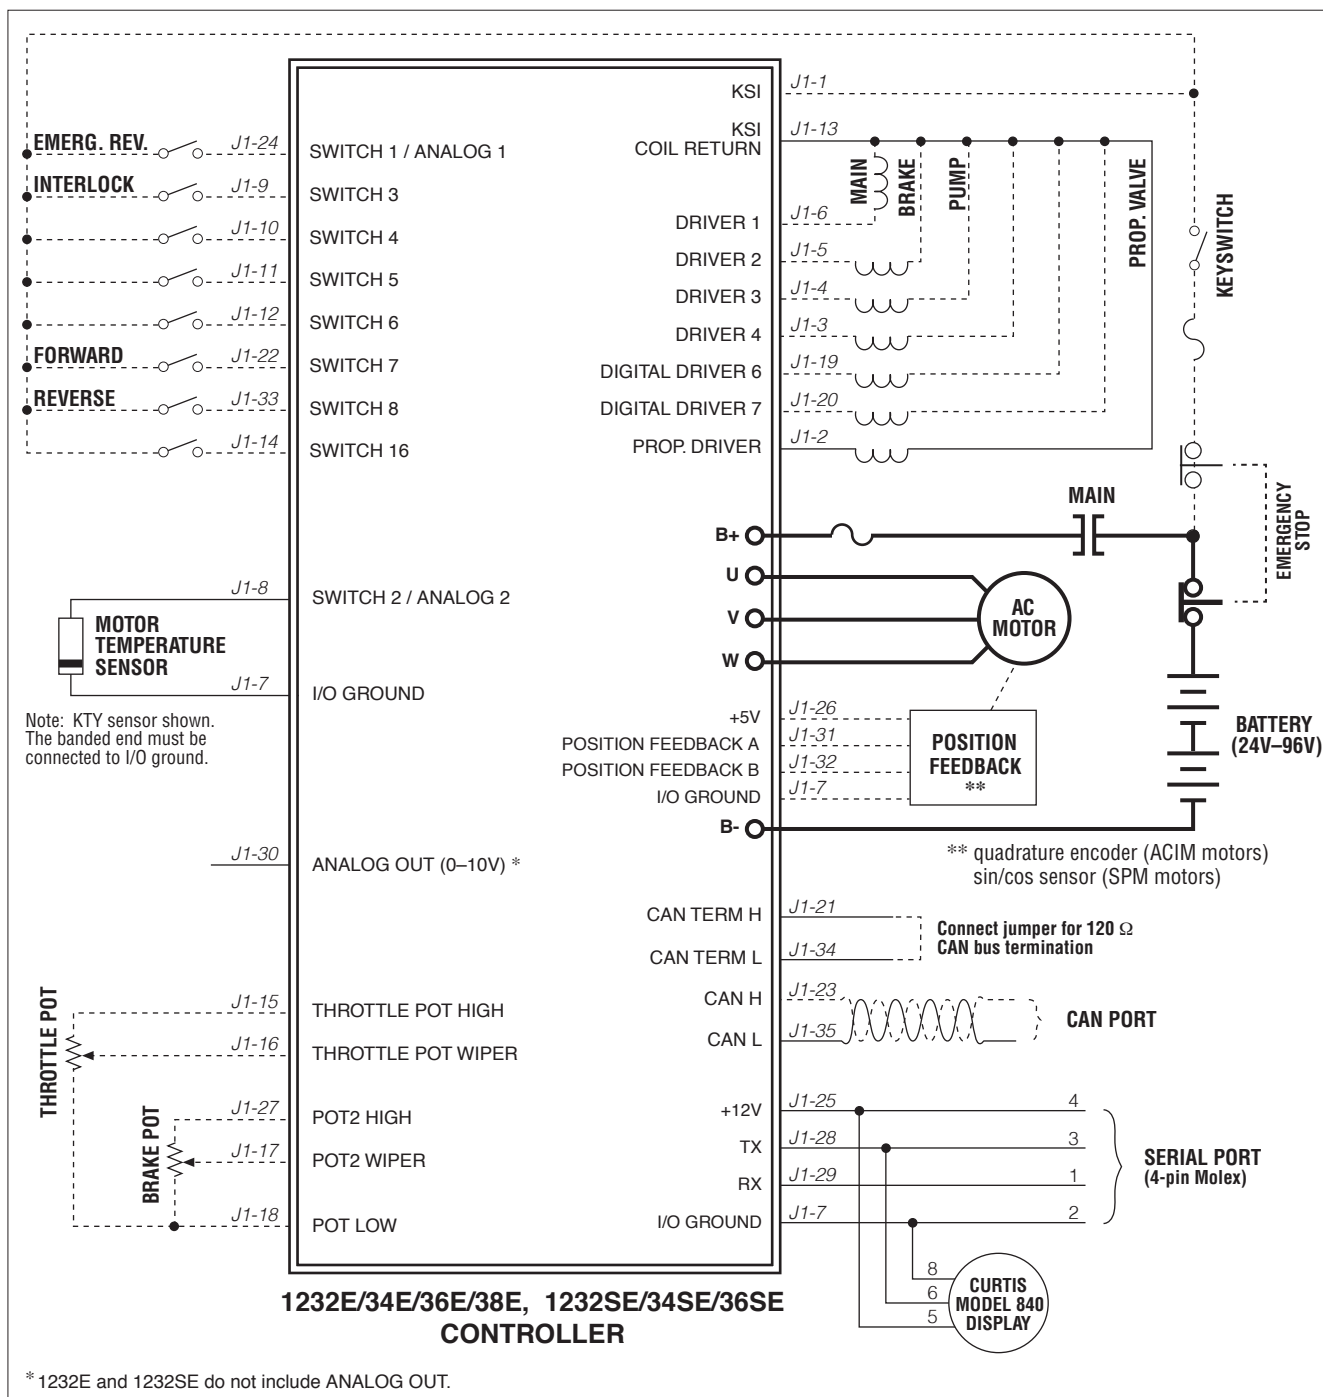 KSI
J1-1
KSI
COIL RETURN
J1-13
EMERG. REV.
J1-24
SWITCH 1 / ANALOG 1
INTERLOCK
J1-9
SWITCH 3
J1-10
SWITCH 4
J1-11
SWITCH 5
J1-12
SWITCH 6
FORWARD
J1-22
SWITCH 7
REVERSE
J1-33
SWITCH 8
J1-14
SWITCH 16
MAIN
BRAKE
PUMP
PROP. VALVE
KEYSWITCH
DRIVER 1
J1-6
DRIVER 2
J1-5
DRIVER 3
J1-4
DRIVER 4
J1-3
DIGITAL DRIVER 6
J1-19
DIGITAL DRIVER 7
J1-20
PROP. DRIVER
J1-2
MAIN
EMERGENCY
STOP
B+
U
V
W
AC
MOTOR
J1-8
SWITCH 2 / ANALOG 2
MOTOR
TEMPERATURE
SENSOR
J1-7
I/O GROUND
Note: KTY sensor shown.
The banded end must be
connected to I/O ground.
+5V
J1-26
POSITION FEEDBACK A
J1-31
POSITION FEEDBACK B
J1-32
I/O GROUND
J1-7
POSITION
FEEDBACK
**
BATTERY
(24V–96V)
B-
** quadrature encoder (ACIM motors)
sin/cos sensor (SPM motors)
J1-30
ANALOG OUT (0–10V) *
CAN TERM H
J1-21
CAN TERM L
J1-34
Connect jumper for 120 Ω
CAN bus termination
CAN H
J1-23
CAN L
J1-35
CAN PORT
THROTTLE POT
J1-15
THROTTLE POT HIGH
J1-16
THROTTLE POT WIPER
BRAKE POT
J1-27
POT2 HIGH
J1-17
POT2 WIPER
J1-18
POT LOW
+12V
J1-25
4
TX
J1-28
3
RX
J1-29
1
I/O GROUND
J1-7
2
SERIAL PORT
(4-pin Molex)
8
6
5
CURTIS
MODEL 840
DISPLAY
1232E/34E/36E/38E, 1232SE/34SE/36SE
CONTROLLER
* 1232E and 1232SE do not include ANALOG OUT.